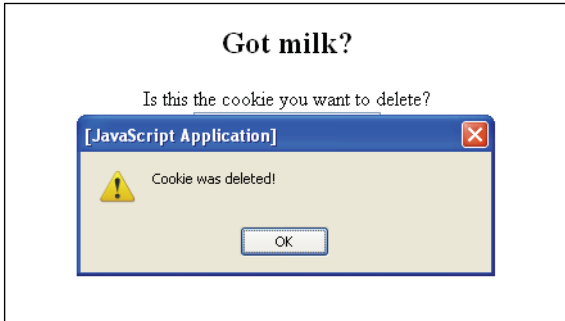 Got milk?
Is this the cookie you want to delete?
[JavaScript Application]
Cookie was deleted!
OK